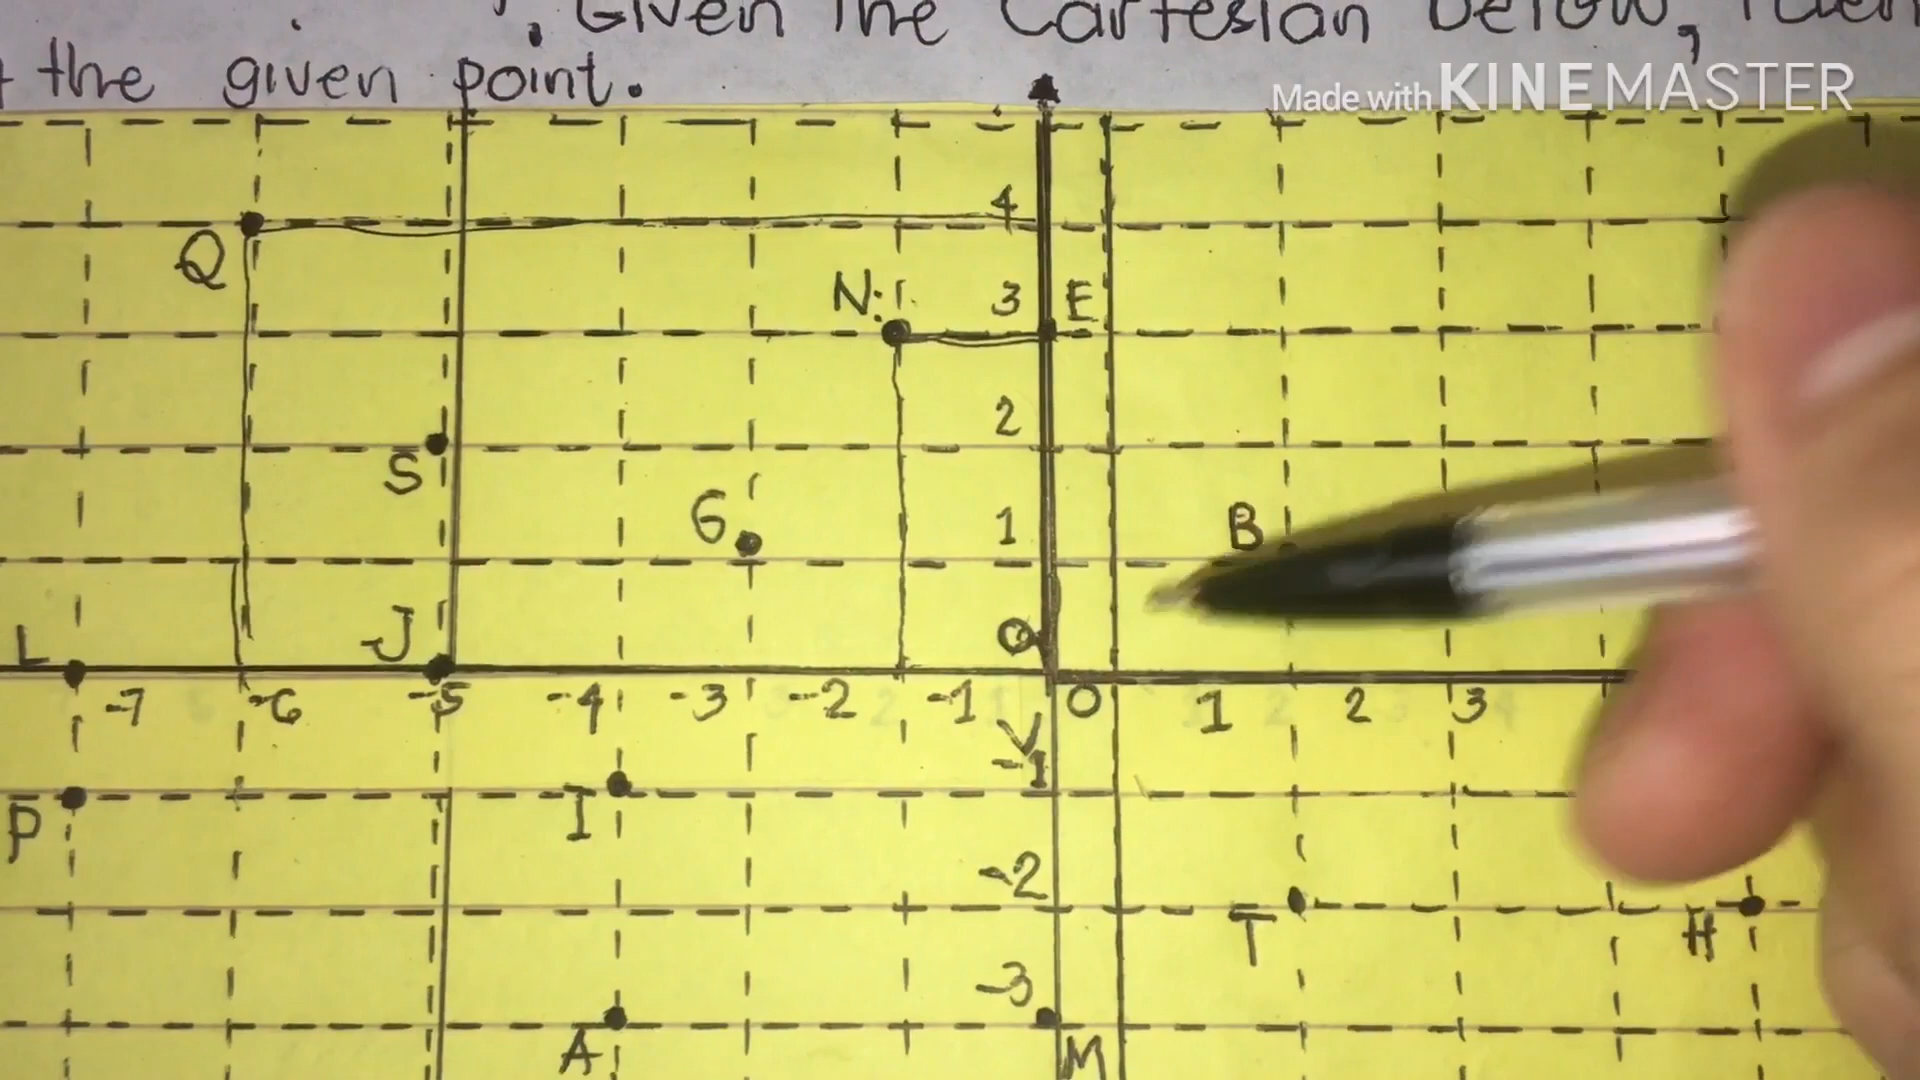 . Given the Cartesian below,
the given point.
Made with KINEMASTER
4
Q
N: 3 E
2
S
G 1 B
L J O
-7 -6 -5 -4 -3 -2 -1 0 1 2 3
V
-1
P I
-2
T H
-3
A M